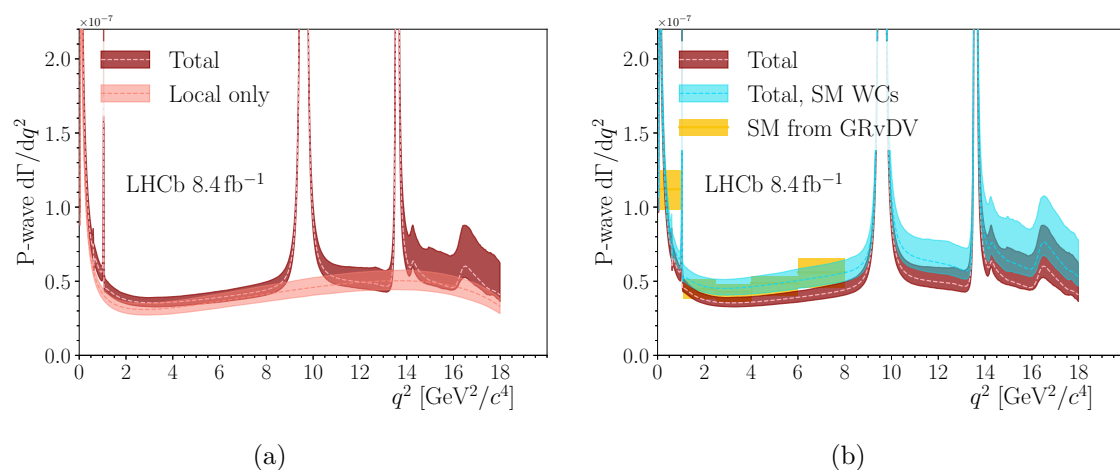 ×10⁻⁷
P-wave dΓ/dq²
2.0
1.5
1.0
0.5
0.0
Total
Local only
LHCb 8.4 fb⁻¹
0 2 4 6 8 10 12 14 16 18
q² [GeV²/c⁴]
(a)
×10⁻⁷
P-wave dΓ/dq²
2.0
1.5
1.0
0.5
0.0
Total
Total, SM WCs
SM from GRvDV
LHCb 8.4 fb⁻¹
0 2 4 6 8 10 12 14 16 18
q² [GeV²/c⁴]
(b)